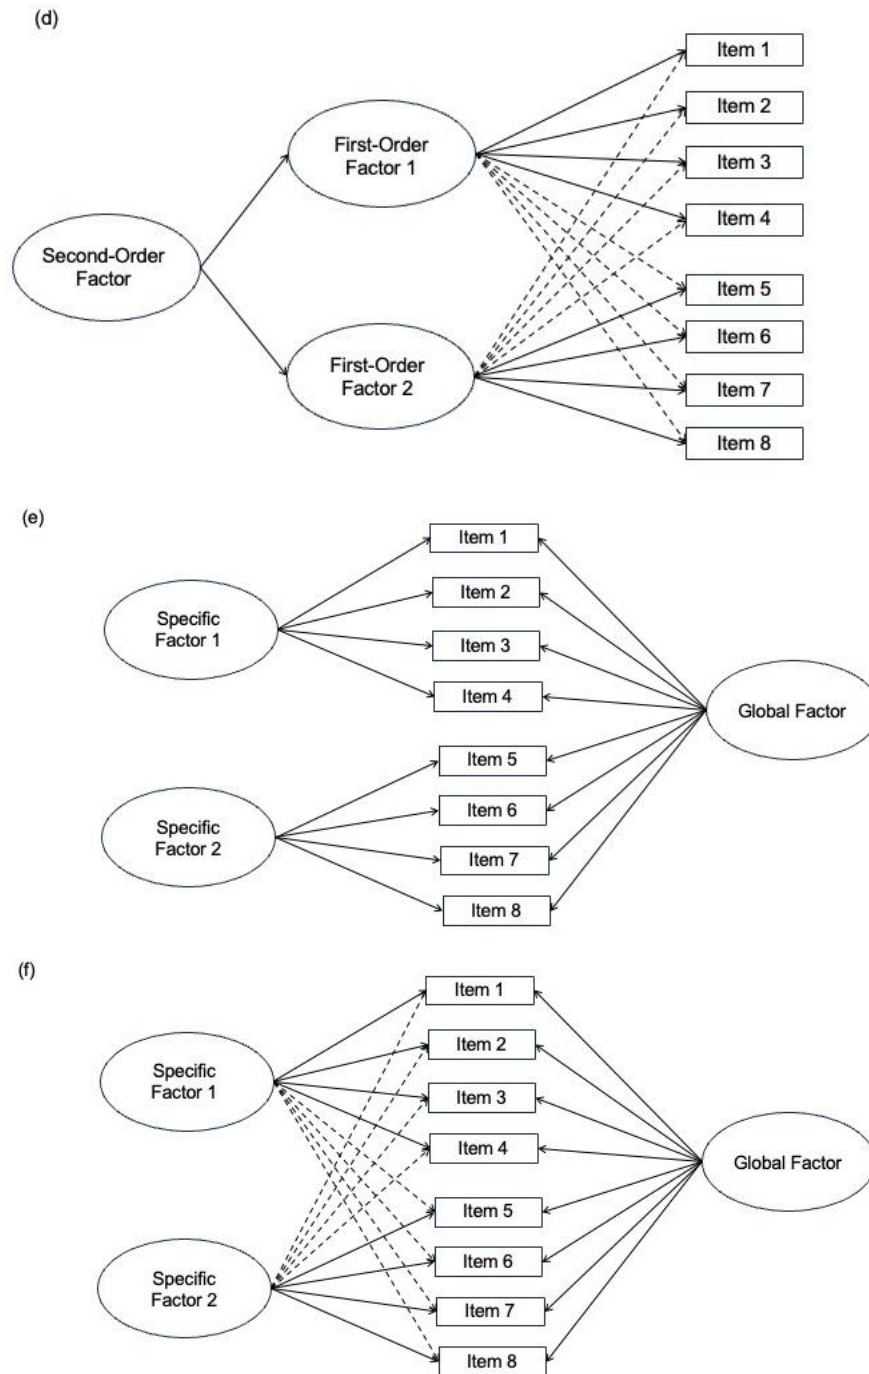 (d)
Item 1
Item 2
First-Order
Factor 1
Item 3
Item 4
Second-Order
Factor
Item 5
Item 6
First-Order
Factor 2
Item 7
Item 8
(e)
Item 1
Item 2
Specific
Factor 1
Item 3
Item 4
Global Factor
Item 5
Item 6
Specific
Factor 2
Item 7
Item 8
(f)
Item 1
Item 2
Specific
Factor 1
Item 3
Item 4
Global Factor
Item 5
Item 6
Specific
Factor 2
Item 7
Item 8